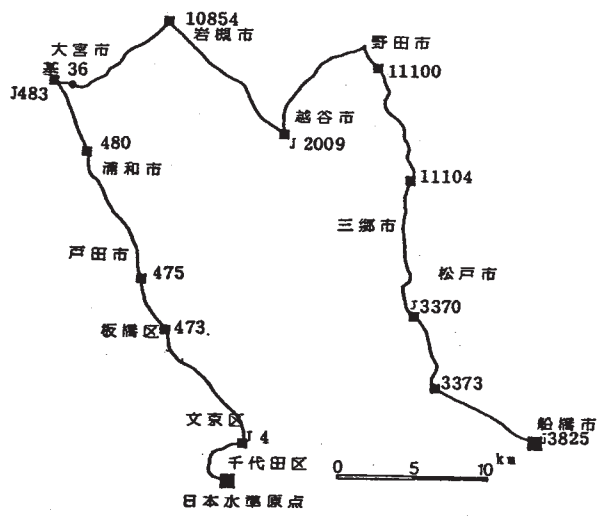 10854
岩槻市
大宮市
基 36
J483
野田市
11100
越谷市
J 2009
480
浦和市
11104
三郷市
戸田市
475
松戸市
J3370
板橋区
473
3373
文京区
J 4
船橋市
J3825
千代田区
日本水準原点
0 5 10 km